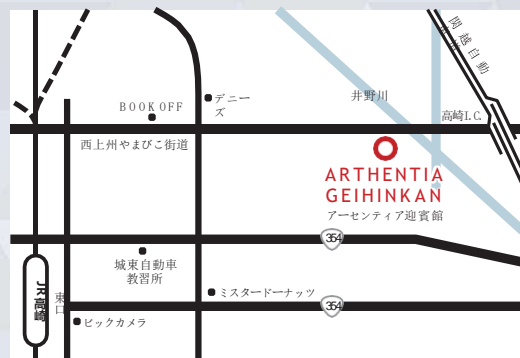 関越自動
デニー
ズ
BOOK OFF
井野川
高崎I.C.
西上州やまびこ街道
ARTHENTIA
GEIHINKAN
アーセンティア迎賓館
354
城東自動車
教習所
JR高崎
東口
ミスタードーナッツ
354
ビックカメラ